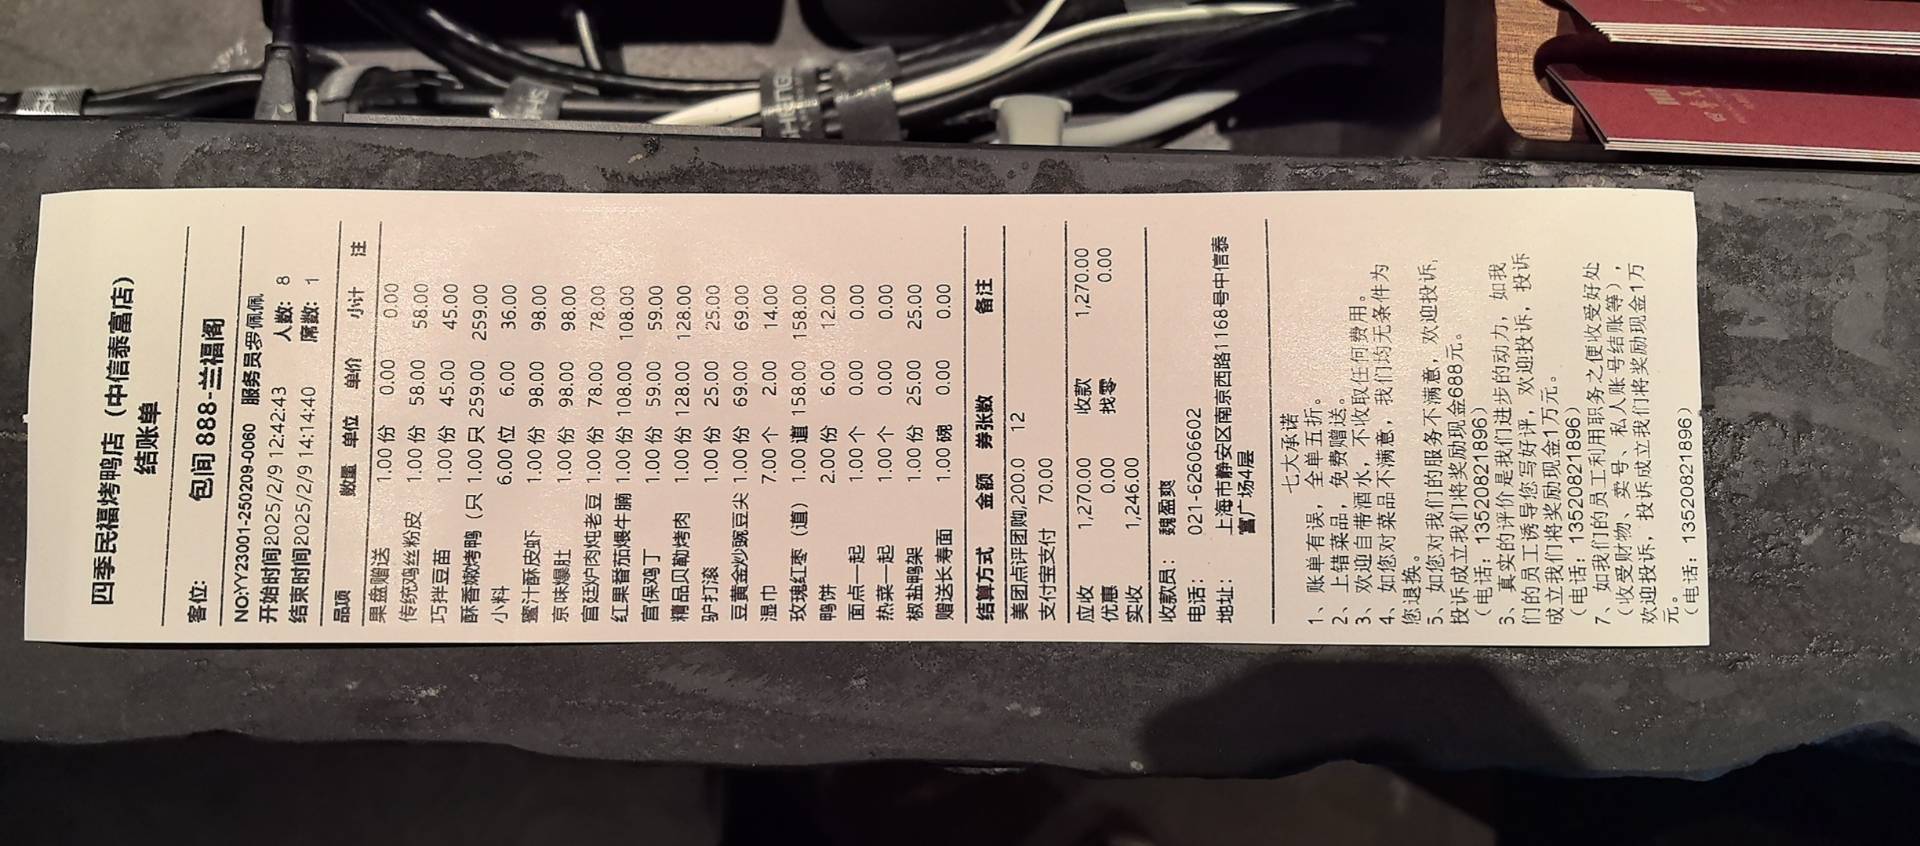 四季民福烤鸭店（中信泰富店）
结账单
客位： 包间 888-兰福阁
NO:YY23001-250209-0060 服务员:罗佩佩
开始时间2025/2/9 12:42:43 人数: 8
结束时间2025/2/9 14:14:40 席数: 1
品项 数量 单位 单价 小计 注
果盘赠送 1.00 份 0.00 0.00
传统鸡丝粉皮 1.00 份 58.00 58.00
巧拌豆苗 1.00 份 45.00 45.00
酥香嫩烤鸭（只 1.00 只 259.00 259.00
小料 6.00 位 6.00 36.00
蜜汁酥皮虾 1.00 份 98.00 98.00
京味爆肚 1.00 份 98.00 98.00
宫廷炉肉炖老豆 1.00 份 78.00 78.00
红果番茄煨牛腩 1.00 份 108.00 108.00
宫保鸡丁 1.00 份 59.00 59.00
精品贝勒烤肉 1.00 份 128.00 128.00
驴打滚 1.00 份 25.00 25.00
豆黄金炒豌豆尖 1.00 份 69.00 69.00
湿巾 7.00 个 2.00 14.00
玫瑰红枣（道） 1.00 道 158.00 158.00
鸭饼 2.00 份 6.00 12.00
面点一起 1.00 个 0.00 0.00
热菜一起 1.00 个 0.00 0.00
椒盐鸭架 1.00 份 25.00 25.00
赠送长寿面 1.00 碗 0.00 0.00
结算方式 金额 券张数 备注
美团点评团购 1200.0 12
支付宝支付 70.00
应收 1,270.00 收款 1,270.00
优惠 0.00 找零 0.00
实收 1,246.00
收款员： 魏盈爽
电话： 021-62606602
地址： 上海市静安区南京西路1168号中信泰
富广场4层
七大承诺
1、账单有误，全单五折。
2、上错菜品，免费赠送。
3、欢迎自带酒水，不收取任何费用。
4、如您对菜品不满意，我们均无条件为
您退换。
5、如您对我们的服务不满意，欢迎投诉，
投诉成立我们将奖励现金688元。
（电话：13520821896）
6、真实的评价是我们进步的动力，如我
们的员工诱导您写好评，欢迎投诉，投诉
成立我们将奖励现金1万元。
（电话：13520821896）
7、如我们的员工利用职务之便收受好处
（收受财物、卖号、私人账号结账等），
欢迎投诉，投诉成立我们将奖励现金1万
元。
（电话：13520821896）